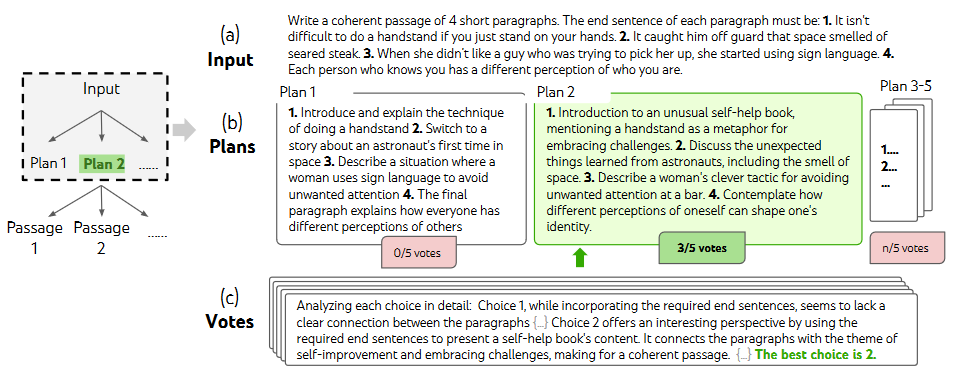 (a)
Input
Write a coherent passage of 4 short paragraphs. The end sentence of each paragraph must be: 1. It isn't
difficult to do a handstand if you just stand on your hands. 2. It caught him off guard that space smelled of
seared steak. 3. When she didn't like a guy who was trying to pick her up, she started using sign language. 4.
Each person who knows you has a different perception of who you are.
Input
Plan 1
Plan 2
......
Passage
1
Passage
2
......
(b)
Plans
Plan 1
1. Introduce and explain the technique
of doing a handstand 2. Switch to a
story about an astronaut's first time in
space 3. Describe a situation where a
woman uses sign language to avoid
unwanted attention 4. The final
paragraph explains how everyone has
different perceptions of others
0/5 votes
Plan 2
1. Introduction to an unusual self-help book,
mentioning a handstand as a metaphor for
embracing challenges. 2. Discuss the unexpected
things learned from astronauts, including the smell of
space. 3. Describe a woman's clever tactic for avoiding
unwanted attention at a bar. 4. Contemplate how
different perceptions of oneself can shape one's
identity.
3/5 votes
Plan 3-5
1....
2...
...
n/5 votes
(c)
Votes
Analyzing each choice in detail: Choice 1, while incorporating the required end sentences, seems to lack a
clear connection between the paragraphs {...} Choice 2 offers an interesting perspective by using the
required end sentences to present a self-help book's content. It connects the paragraphs with the theme of
self-improvement and embracing challenges, making for a coherent passage. {...} The best choice is 2.